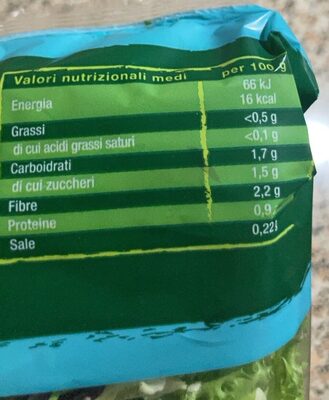 Valori nutrizionali medi per 100 g
Energia 66 kJ
16 kcal
Grassi <0,5 g
di cui acidi grassi saturi <0,1 g
Carboidrati 1,7 g
di cui zuccheri 1,5 g
Fibre 2,2 g
Proteine 0,9
Sale 0,22